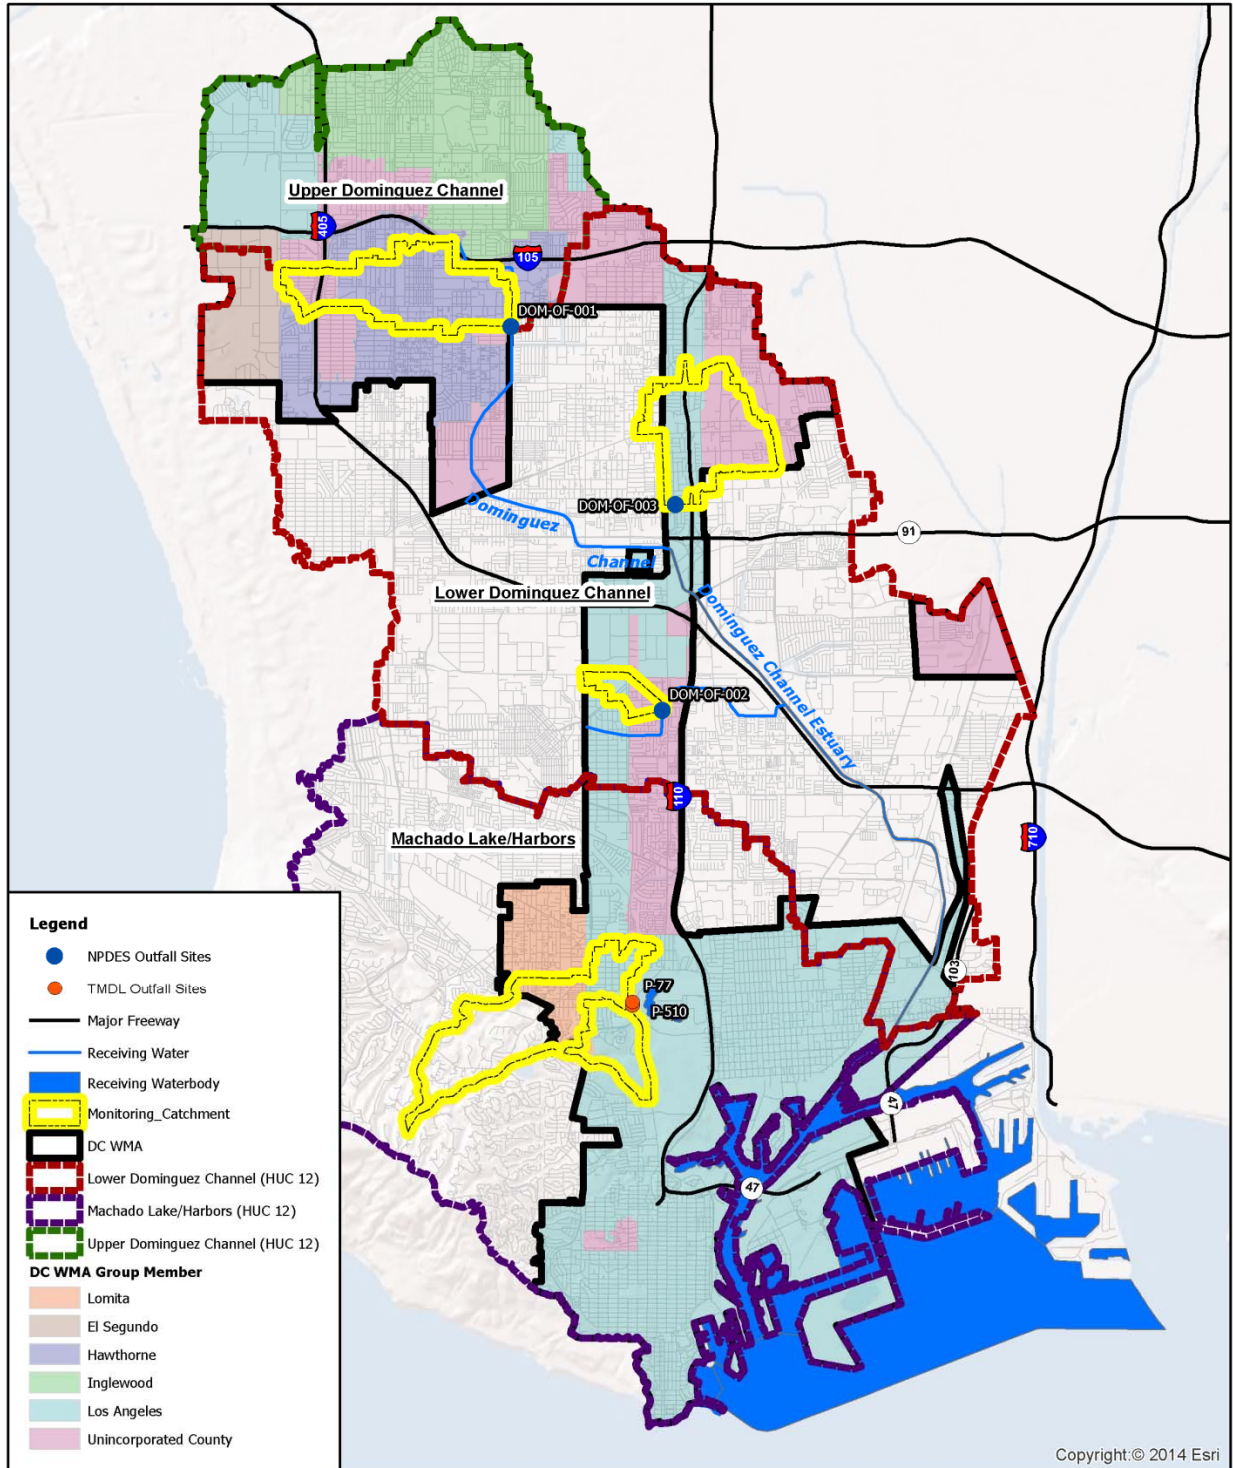 Upper Dominquez Channel
405
105
DOM-OF-001
DOM-OF-003
Dominguez
Channel
91
Lower Dominquez Channel
Dominguez Channel Estuary
DOM-OF-002
110
710
Machado Lake/Harbors
103
P-77
P-510
47
47
Legend
NPDES Outfall Sites
TMDL Outfall Sites
Major Freeway
Receiving Water
Receiving Waterbody
Monitoring_Catchment
DC WMA
Lower Dominguez Channel (HUC 12)
Machado Lake/Harbors (HUC 12)
Upper Dominguez Channel (HUC 12)
DC WMA Group Member
Lomita
El Segundo
Hawthorne
Inglewood
Los Angeles
Unincorporated County
Copyright:© 2014 Esri